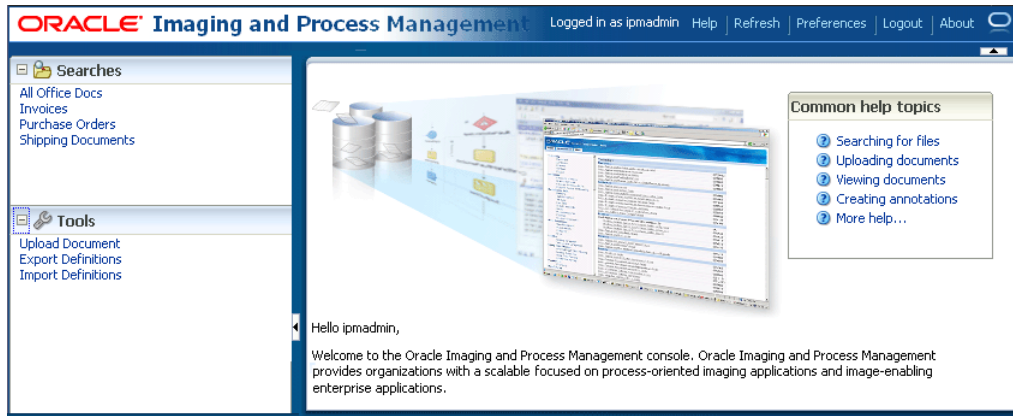 ORACLE Imaging and Process Management Logged in as ipmadmin Help Refresh Preferences Logout About
Searches
All Office Docs
Invoices
Purchase Orders
Shipping Documents
Tools
Upload Document
Export Definitions
Import Definitions
Common help topics
Searching for files
Uploading documents
Viewing documents
Creating annotations
More help...
Hello ipmadmin,
Welcome to the Oracle Imaging and Process Management console. Oracle Imaging and Process Management
provides organizations with a scalable focused on process-oriented imaging applications and image-enabling
enterprise applications.